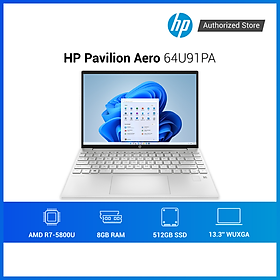 hp
Authorized Store
HP Pavilion Aero 64U91PA
AMD R7-5800U
8GB RAM
512GB SSD
13.3" WUXGA